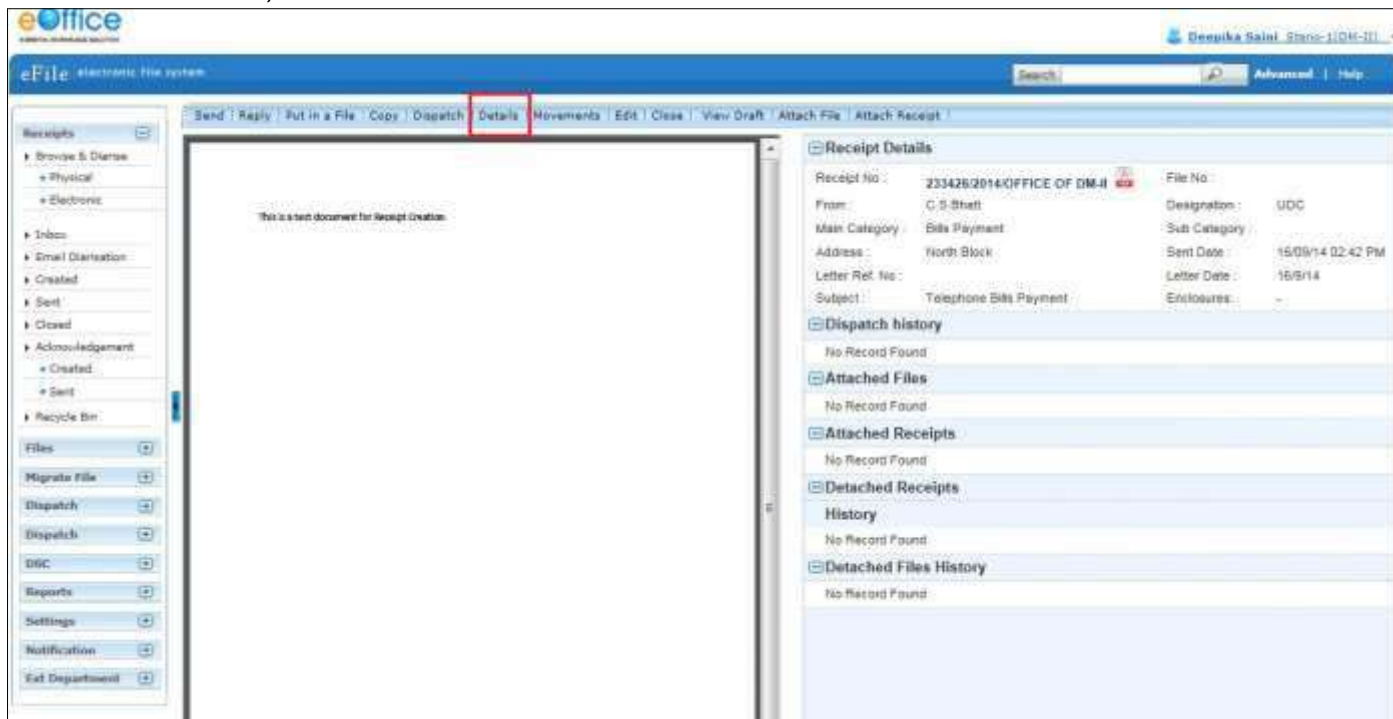 eOffice
Deepika Saini
eFile electronic file system
Search
Advanced | Help
Send | Reply | Put in a File | Copy | Dispatch | Details | Movements | Edit | Close | View Draft | Attach File | Attach Receipt |
Receipts
Browse & Diarise
Physical
Electronic
Inbox
Email Diarisation
Created
Sent
Closed
Acknowledgement
Created
Sent
Recycle Bin
Files
Migrate File
Dispatch
Dispatch
DSC
Reports
Settings
Notification
Ext Department
This is a test document for Receipt Creation.
Receipt Details
Receipt No : 233426/2014/OFFICE OF DM-II File No :
From : C S Bhatt Designation : UDC
Main Category : Bills Payment Sub Category :
Address : North Block Sent Date : 16/09/14 02:42 PM
Letter Ref. No : Letter Date : 16/9/14
Subject : Telephone Bills Payment Enclosures : -
Dispatch history
No Record Found
Attached Files
No Record Found
Attached Receipts
No Record Found
Detached Receipts
History
No Record Found
Detached Files History
No Record Found